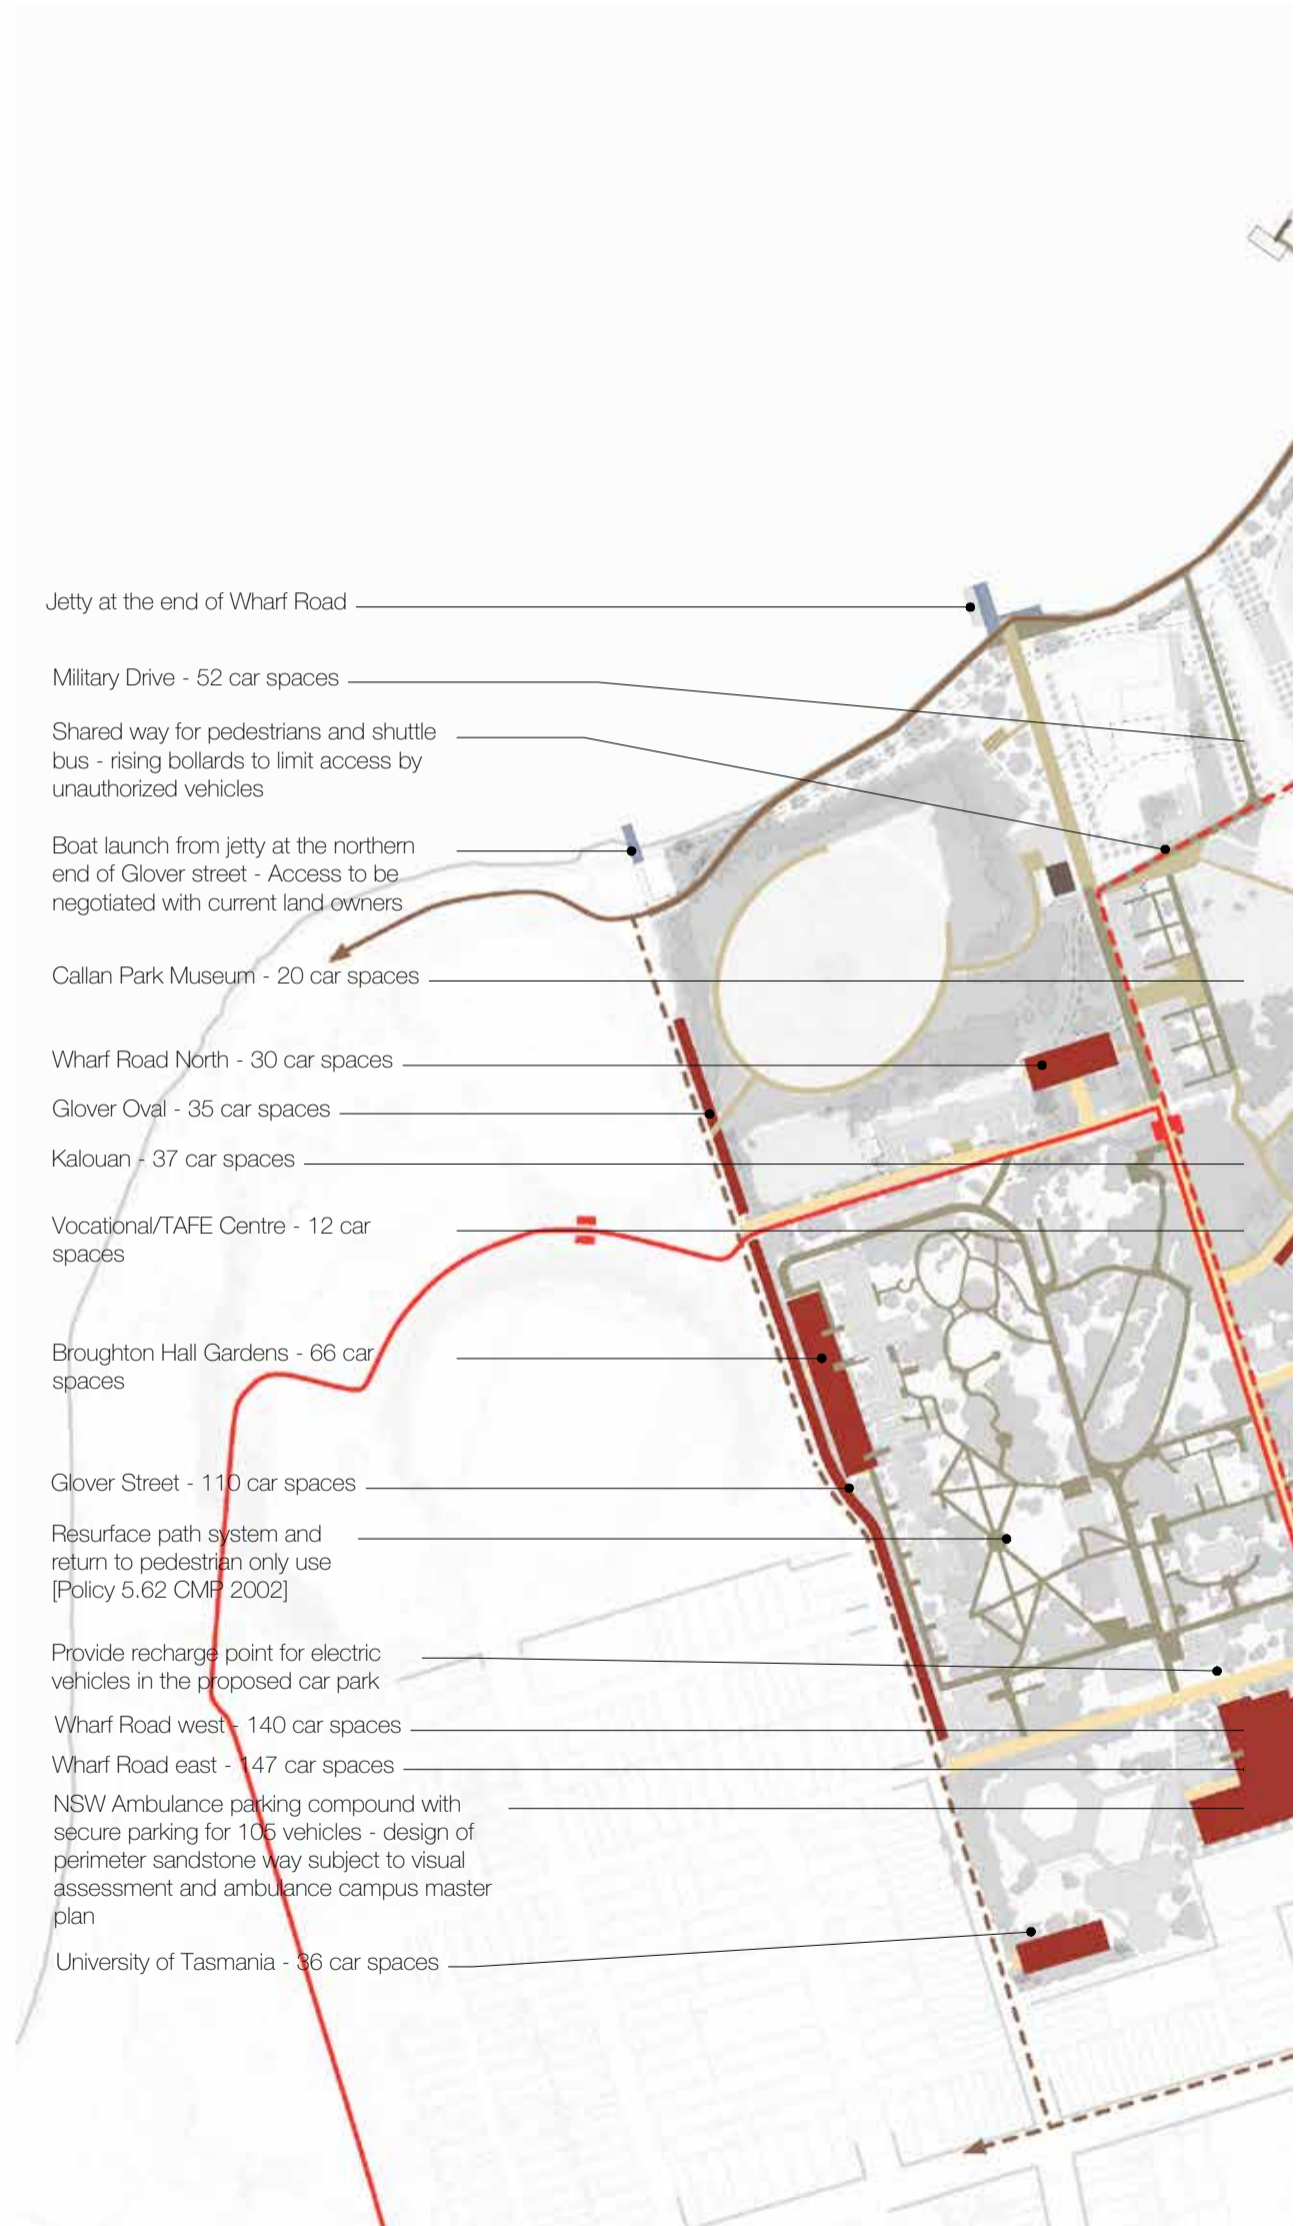 Jetty at the end of Wharf Road
Military Drive - 52 car spaces
Shared way for pedestrians and shuttle
bus - rising bollards to limit access by
unauthorized vehicles
Boat launch from jetty at the northern
end of Glover street - Access to be
negotiated with current land owners
Callan Park Museum - 20 car spaces
Wharf Road North - 30 car spaces
Glover Oval - 35 car spaces
Kalouan - 37 car spaces
Vocational/TAFE Centre - 12 car
spaces
Broughton Hall Gardens - 66 car
spaces
Glover Street - 110 car spaces
Resurface path system and
return to pedestrian only use
[Policy 5.62 CMP 2002]
Provide recharge point for electric
vehicles in the proposed car park
Wharf Road west - 140 car spaces
Wharf Road east - 147 car spaces
NSW Ambulance parking compound with
secure parking for 105 vehicles - design of
perimeter sandstone way subject to visual
assessment and ambulance campus master
plan
University of Tasmania - 36 car spaces